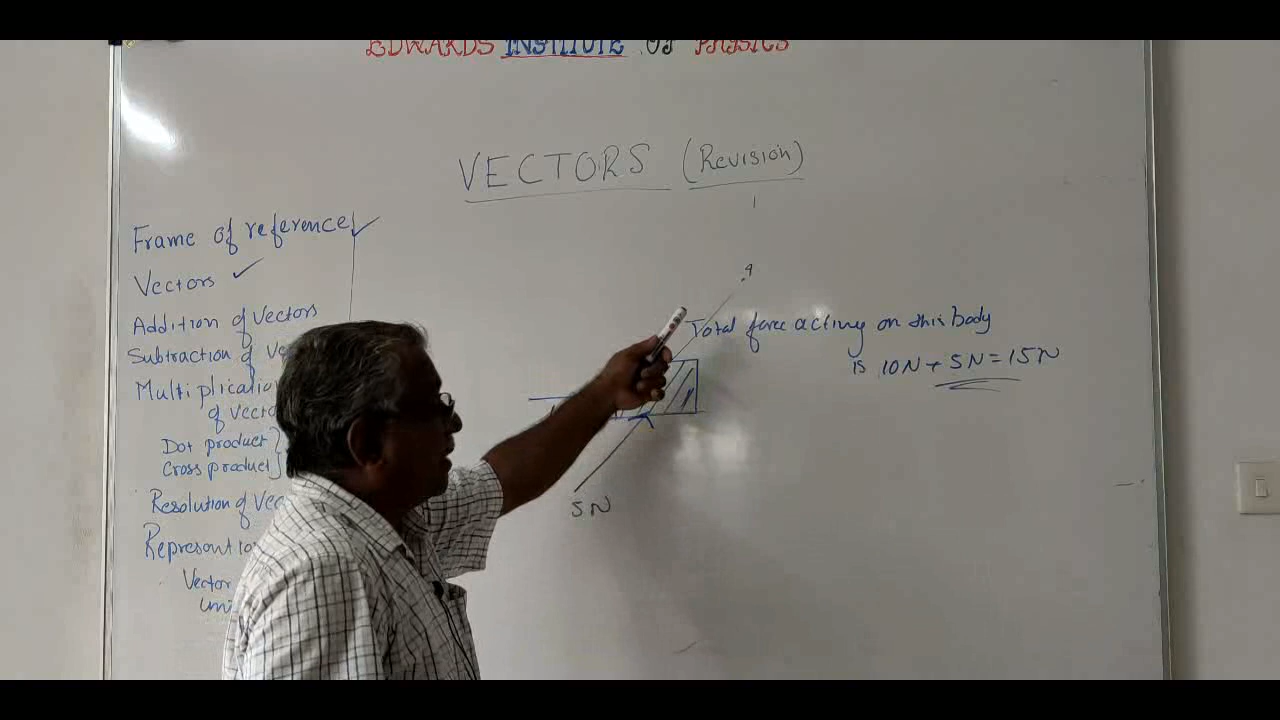 EDWARDS INSTITUTE OF PHYSICS
VECTORS (Revision)
Frame of reference
Vectors
Addition of Vectors
Subtraction of
Multiplication
of
Dot product
Cross product
Resolution of
Vector
Total force acting on this body
is 10N + 5N = 15N
5N